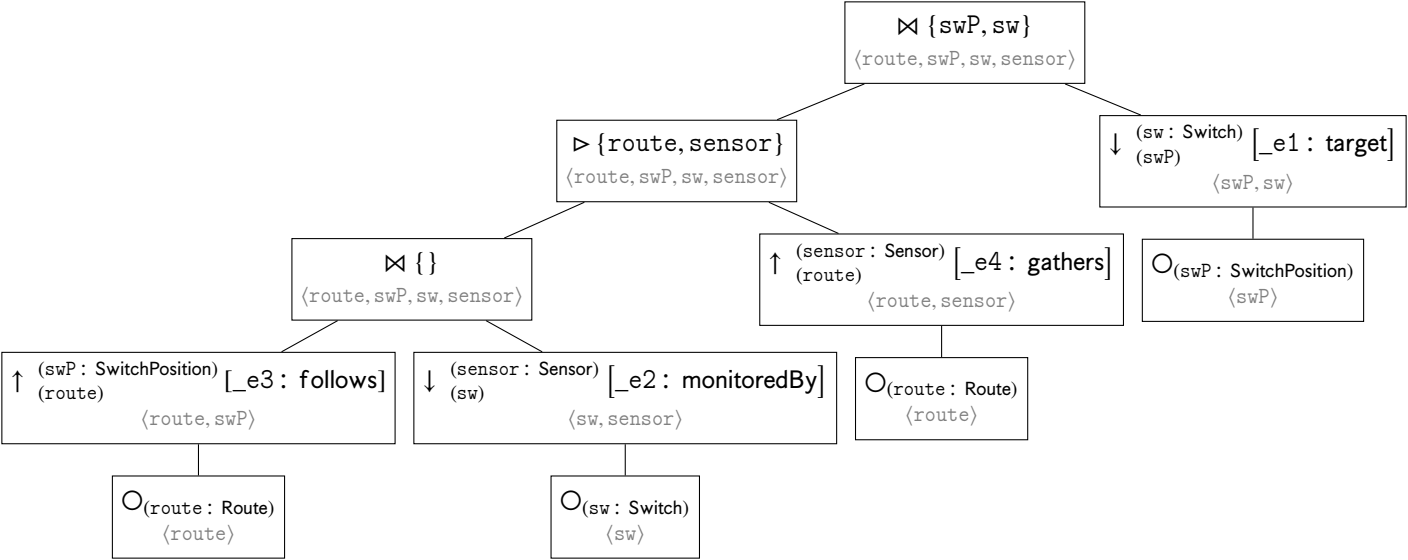 ⋈ {swP, sw}
⟨route, swP, sw, sensor⟩
▷ {route, sensor}
⟨route, swP, sw, sensor⟩
↓ (sw: Switch) (swP) [_e1: target]
⟨swP, sw⟩
⋈ {}
⟨route, swP, sw, sensor⟩
↑ (sensor: Sensor) (route) [_e4: gathers]
⟨route, sensor⟩
○(swP: SwitchPosition)
⟨swP⟩
↑ (swP: SwitchPosition) (route) [_e3: follows]
⟨route, swP⟩
↓ (sensor: Sensor) (sw) [_e2: monitoredBy]
⟨sw, sensor⟩
○(route: Route)
⟨route⟩
○(route: Route)
⟨route⟩
○(sw: Switch)
⟨sw⟩